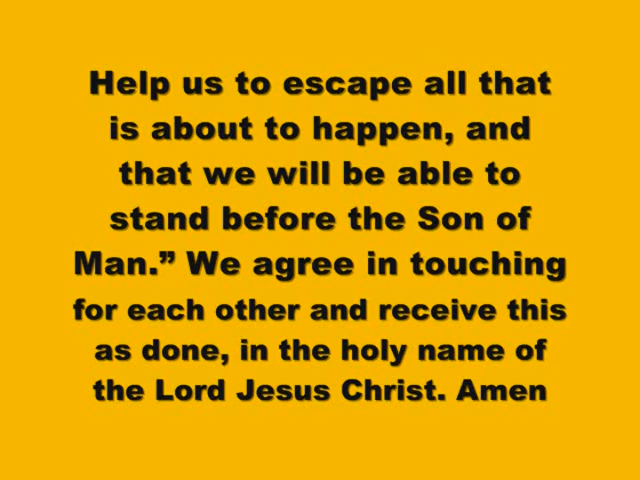 Help us to escape all that
is about to happen, and
that we will be able to
stand before the Son of
Man.” We agree in touching
for each other and receive this
as done, in the holy name of
the Lord Jesus Christ. Amen